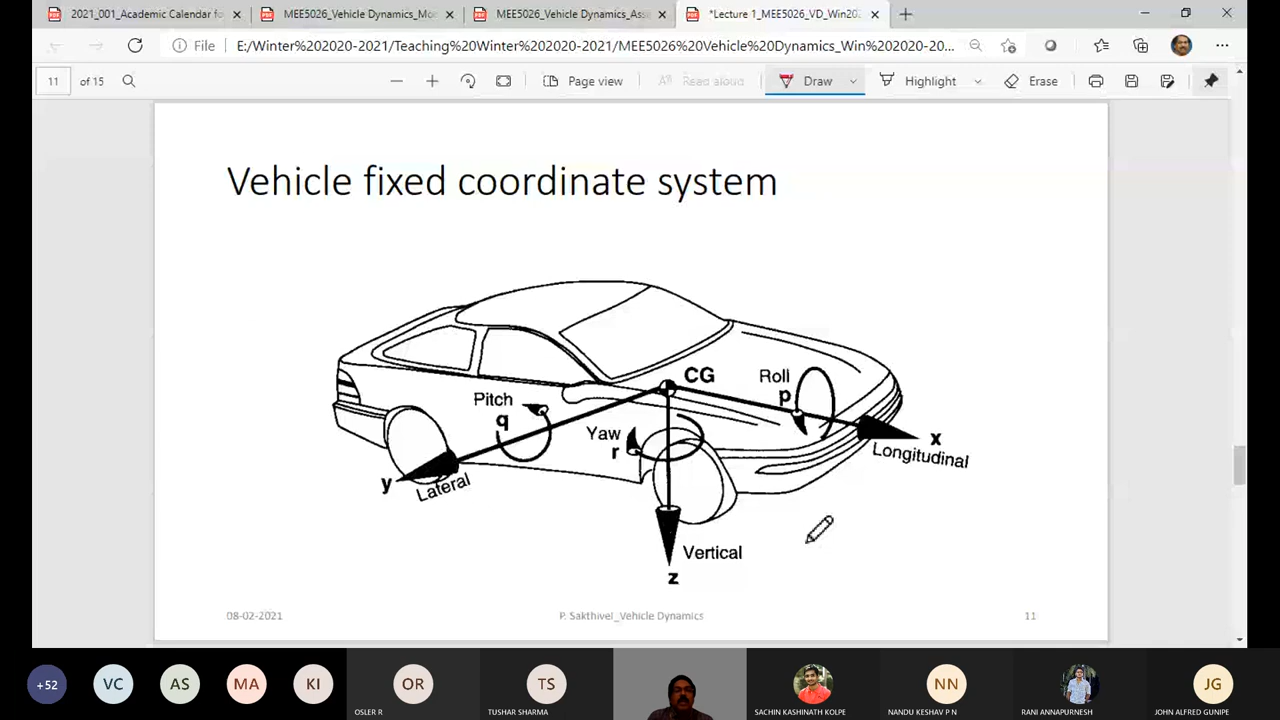 2021_001_Academic Calendar fo
MEE5026_Vehicle Dynamics_Mo
MEE5026_Vehicle Dynamics_Ass
*Lecture 1_MEE5026_VD_Win202
File
E:/Winter%202020-2021/Teaching%20Winter%202020-2021/MEE5026%20Vehicle%20Dynamics_Win%202020-20...
11 of 15
Page view
Read aloud
Draw
Highlight
Erase
Vehicle fixed coordinate system
CG
Roll
p
Pitch
q
Yaw
r
x
Longitudinal
y
Lateral
Vertical
z
08-02-2021
P. Sakthivel_Vehicle Dynamics
11
+52
VC
AS
MA
KI
OR
TS
NN
JG
OSLER R
TUSHAR SHARMA
SACHIN KASHINATH KOLPE
NANDU KESHAV P N
RANI ANNAPURNESH
JOHN ALFRED GUNIPE